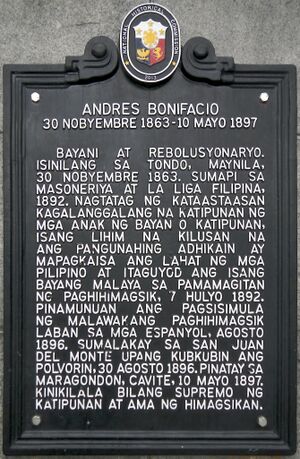 NATIONAL HISTORICAL COMMISSION
2013
ANDRES BONIFACIO
30 NOBYEMBRE 1863-10 MAYO 1897
BAYANI AT REBOLUSYONARYO.
ISINILANG SA TONDO, MAYNILA,
30 NOBYEMBRE 1863. SUMAPI SA
MASONERIYA AT LA LIGA FILIPINA,
1892. NAGTATAG NG KATAASTAASAN
KAGALANGGALANG NA KATIPUNAN NG
MGA ANAK NG BAYAN O KATIPUNAN,
ISANG LIHIM NA KILUSAN NA
ANG PANGUNAHING ADHIKAIN AY
MAPAGKAISA ANG LAHAT NG MGA
PILIPINO AT ITAGUYOD ANG ISANG
BAYANG MALAYA SA PAMAMAGITAN
NG PAGHIHIMAGSIK, 7 HULYO 1892.
PINAMUNUAN ANG PAGSISIMULA
NG MALAWAKANG PAGHIHIMAGSIK
LABAN SA MGA ESPANYOL, AGOSTO
1896. SUMALAKAY SA SAN JUAN
DEL MONTE UPANG KUBKUBIN ANG
POLVORIN, 30 AGOSTO 1896. PINATAY SA
MARAGONDON, CAVITE, 10 MAYO 1897.
KINIKILALA BILANG SUPREMO NG
KATIPUNAN AT AMA NG HIMAGSIKAN.